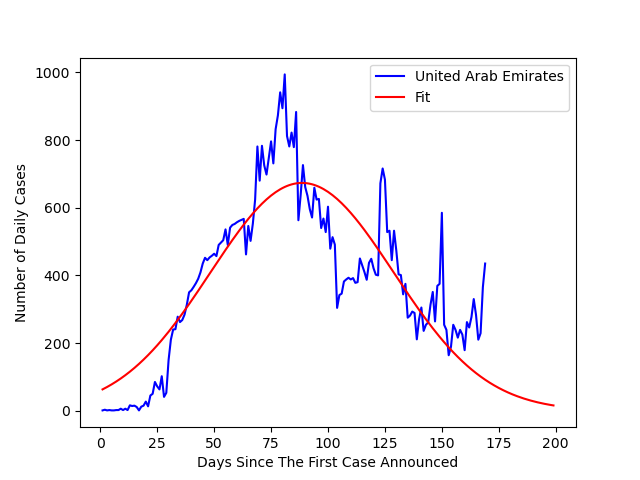 United Arab Emirates
Fit
1000
800
600
400
200
0
Number of Daily Cases
0 25 50 75 100 125 150 175 200
Days Since The First Case Announced